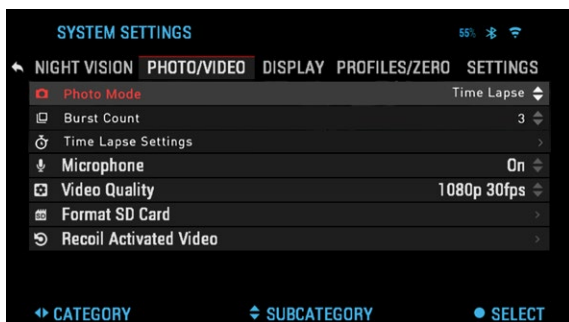 SYSTEM SETTINGS 55%
NIGHT VISION PHOTO/VIDEO DISPLAY PROFILES/ZERO SETTINGS
Photo Mode Time Lapse
Burst Count 3
Time Lapse Settings
Microphone On
Video Quality 1080p 30fps
Format SD Card
Recoil Activated Video
CATEGORY SUBCATEGORY SELECT